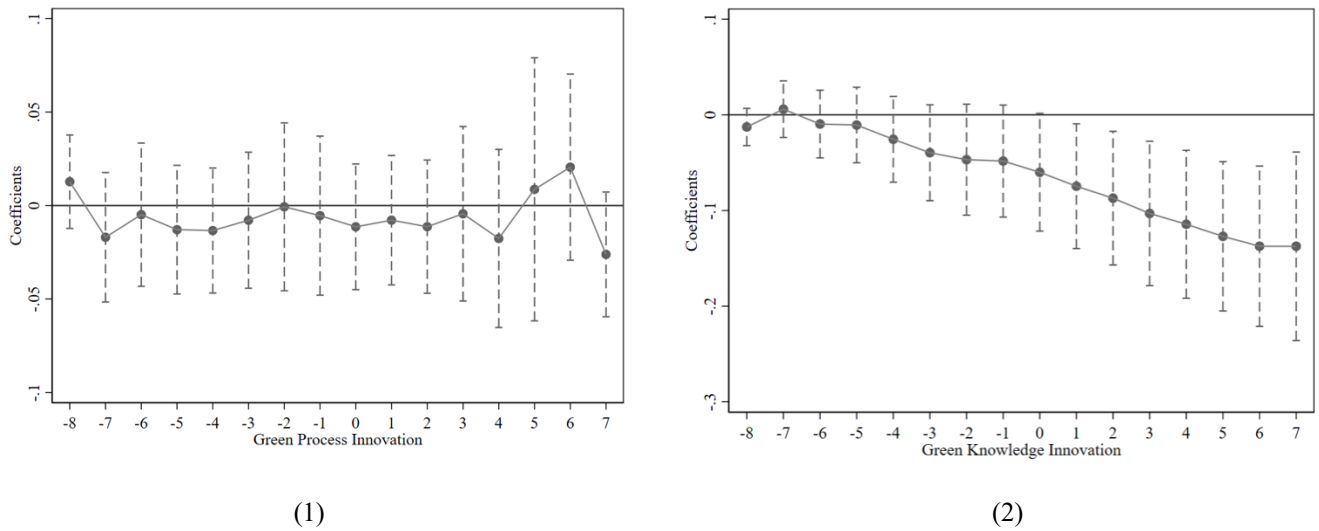 .1
.05
0
-.05
-.1
Coefficients
-8 -7 -6 -5 -4 -3 -2 -1 0 1 2 3 4 5 6 7
Green Process Innovation
(1)
.1
0
-.1
-.2
-.3
Coefficients
-8 -7 -6 -5 -4 -3 -2 -1 0 1 2 3 4 5 6 7
Green Knowledge Innovation
(2)